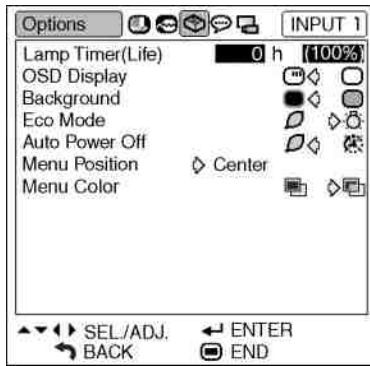 Options INPUT 1
Lamp Timer(Life) 0 h (100%)
OSD Display
Background
Eco Mode
Auto Power Off
Menu Position Center
Menu Color
SEL./ADJ. ENTER
BACK END